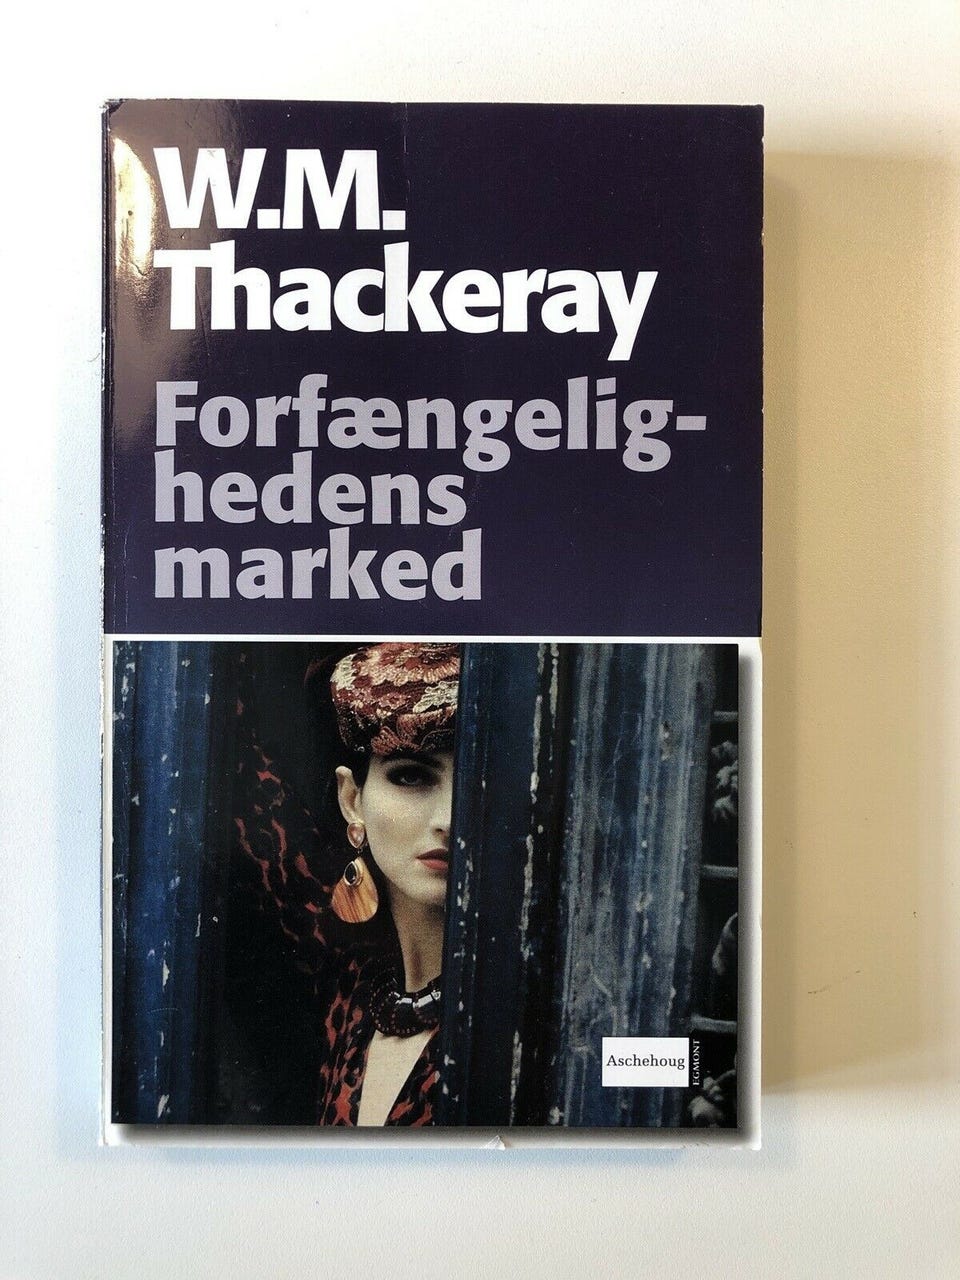 W.M.
Thackeray
Forfængelig-
hedens
marked
Aschehoug
EGMONT